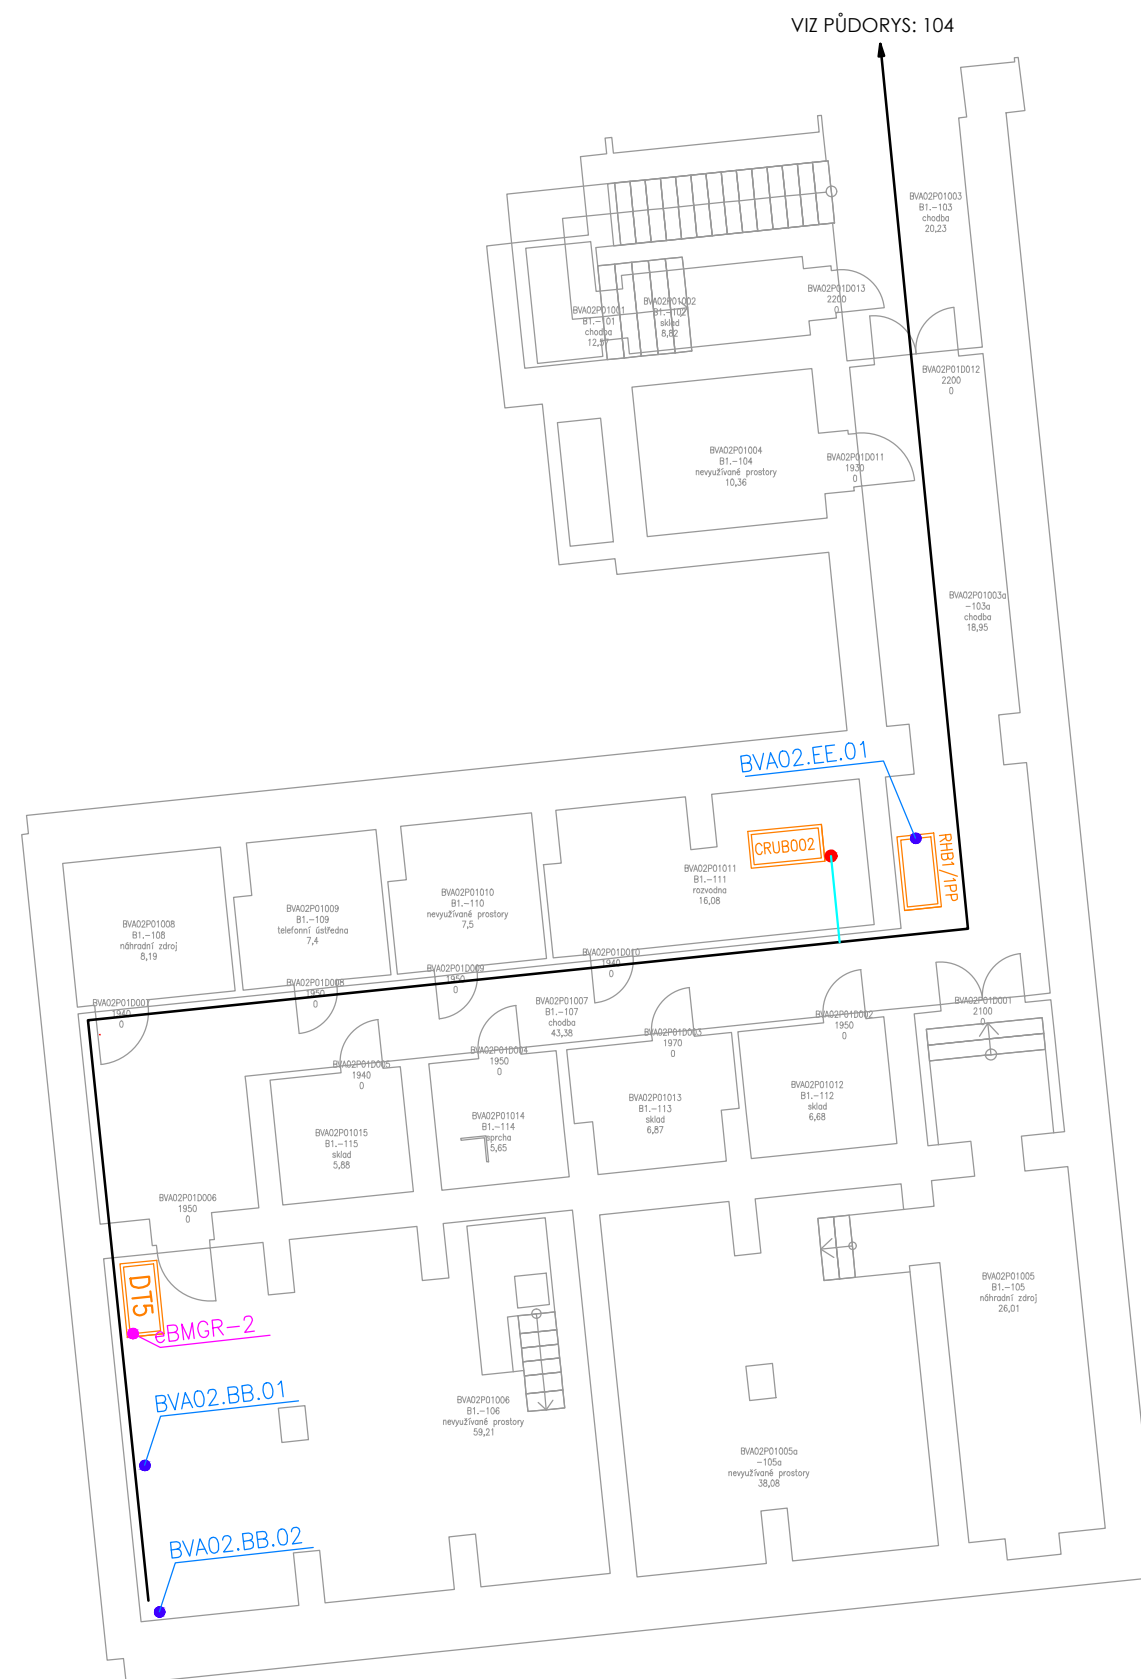 VIZ PŮDORYS: 104
BVA02P01003
B1.-103
chodba
20,23
BVA02P01D013
2200
0
BVA02P01002
B1.-102
sklad
8,82
BVA02P01001
B1.-101
chodba
12,57
BVA02P01D012
2200
0
BVA02P01004
B1.-104
nevyužívané prostory
10,36
BVA02P01D011
1930
0
BVA02P01003a
-103a
chodba
18,95
BVA02.EE.01
CRUB002
RHB1/1PP
BVA02P01011
B1.-111
rozvodna
16,08
BVA02P01010
B1.-110
nevyužívané prostory
7,5
BVA02P01009
B1.-109
telefonní ústředna
7,4
BVA02P01008
B1.-108
náhradní zdroj
8,19
BVA02P01D010
1940
0
BVA02P01D009
1950
0
BVA02P01D008
1950
0
BVA02P01D007
1940
0
BVA02P01007
B1.-107
chodba
43,38
BVA02P01D001
2100
0
BVA02P01D002
1950
0
BVA02P01D003
1970
0
BVA02P01D004
1950
0
BVA02P01D005
1940
0
BVA02P01012
B1.-112
sklad
6,68
BVA02P01013
B1.-113
sklad
6,87
BVA02P01014
B1.-114
sprcha
5,65
BVA02P01015
B1.-115
sklad
5,88
BVA02P01D006
1950
0
DT5
eBMGR-2
BVA02P01005
B1.-105
náhradní zdroj
26,01
BVA02.BB.01
BVA02P01006
B1.-106
nevyužívané prostory
59,21
BVA02P01005a
-105a
nevyužívané prostory
38,08
BVA02.BB.02